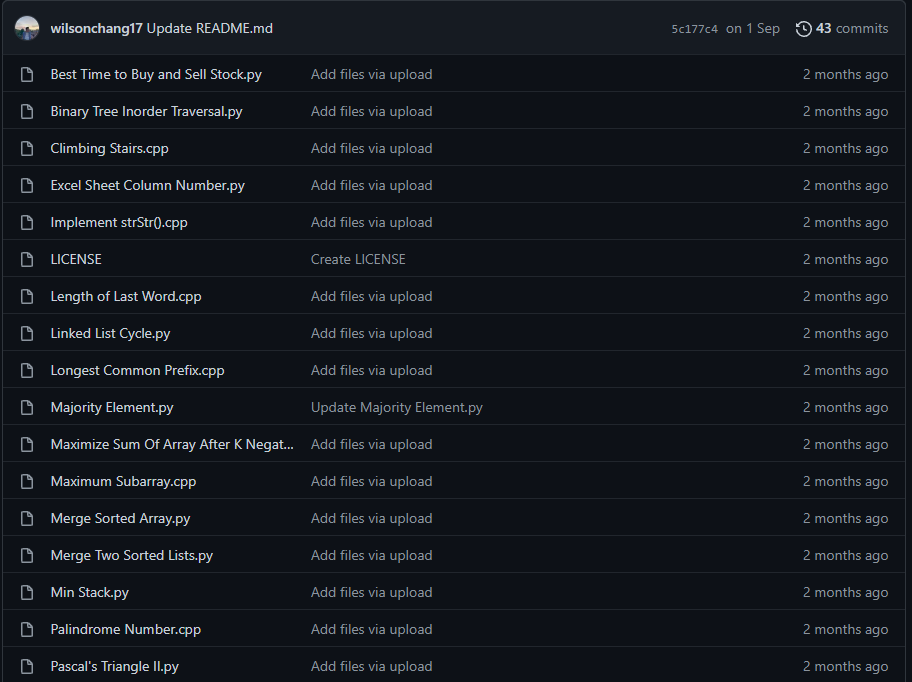 wilsonchang17 Update README.md 5c177c4 on 1 Sep 43 commits
Best Time to Buy and Sell Stock.py Add files via upload 2 months ago
Binary Tree Inorder Traversal.py Add files via upload 2 months ago
Climbing Stairs.cpp Add files via upload 2 months ago
Excel Sheet Column Number.py Add files via upload 2 months ago
Implement strStr().cpp Add files via upload 2 months ago
LICENSE Create LICENSE 2 months ago
Length of Last Word.cpp Add files via upload 2 months ago
Linked List Cycle.py Add files via upload 2 months ago
Longest Common Prefix.cpp Add files via upload 2 months ago
Majority Element.py Update Majority Element.py 2 months ago
Maximize Sum Of Array After K Negat... Add files via upload 2 months ago
Maximum Subarray.cpp Add files via upload 2 months ago
Merge Sorted Array.py Add files via upload 2 months ago
Merge Two Sorted Lists.py Add files via upload 2 months ago
Min Stack.py Add files via upload 2 months ago
Palindrome Number.cpp Add files via upload 2 months ago
Pascal's Triangle II.py Add files via upload 2 months ago